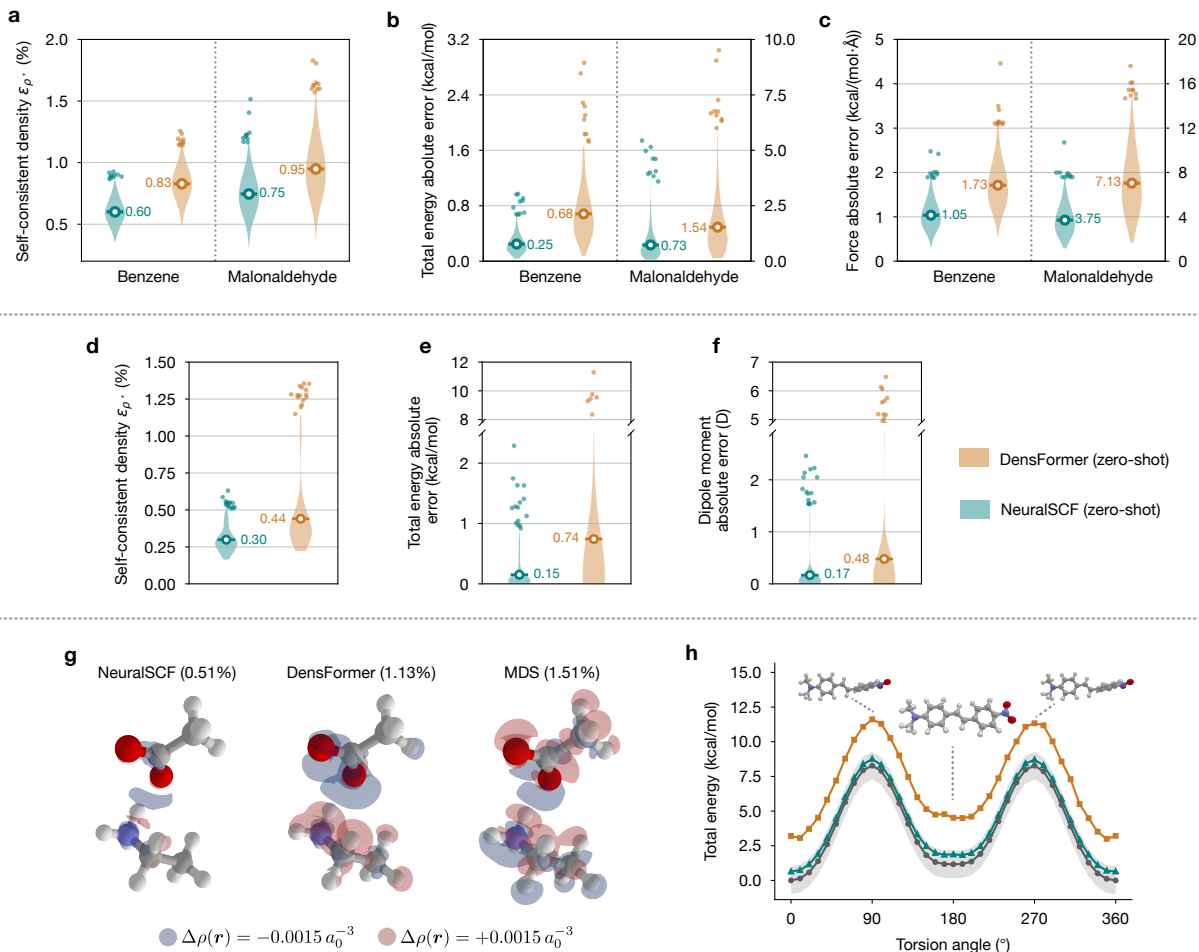 a
Self-consistent density ερ* (%)
2.0
1.5
1.0
0.5
0.60
0.83
0.75
0.95
Benzene
Malonaldehyde
b
Total energy absolute error (kcal/mol)
3.2
2.4
1.6
0.8
0.0
10.0
7.5
5.0
2.5
0.0
0.25
0.68
0.73
1.54
Benzene
Malonaldehyde
c
Force absolute error (kcal/(mol·Å))
5
4
3
2
1
0
20
16
12
8
4
0
1.05
1.73
3.75
7.13
Benzene
Malonaldehyde
d
Self-consistent density ερ* (%)
1.50
1.25
1.00
0.75
0.50
0.25
0.00
0.30
0.44
e
Total energy absolute
error (kcal/mol)
12
10
8
2
1
0
0.15
0.74
f
Dipole moment
absolute error (D)
7
6
5
2
1
0
0.17
0.48
DensFormer (zero-shot)
NeuralSCF (zero-shot)
g
NeuralSCF (0.51%)
DensFormer (1.13%)
MDS (1.51%)
Δρ(r) = −0.0015 a₀⁻³
Δρ(r) = +0.0015 a₀⁻³
h
Total energy (kcal/mol)
15.0
12.5
10.0
7.5
5.0
2.5
0.0
0
90
180
270
360
Torsion angle (°)